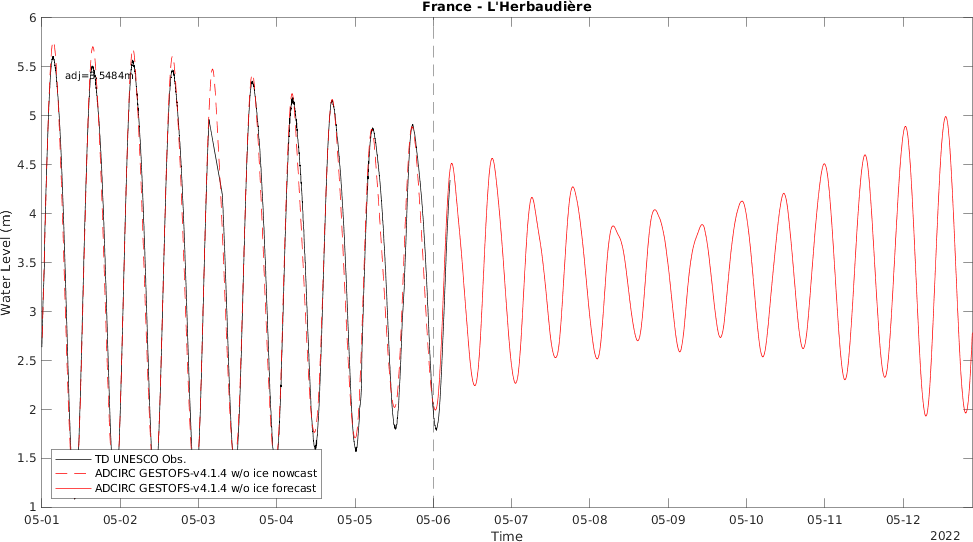 France - L'Herbaudière
Water Level (m)
6
5.5
5
4.5
4
3.5
3
2.5
2
1.5
1
adj=3.5484m
TD UNESCO Obs.
ADCIRC GESTOFS-v4.1.4 w/o ice nowcast
ADCIRC GESTOFS-v4.1.4 w/o ice forecast
05-01 05-02 05-03 05-04 05-05 05-06 05-07 05-08 05-09 05-10 05-11 05-12
Time
2022